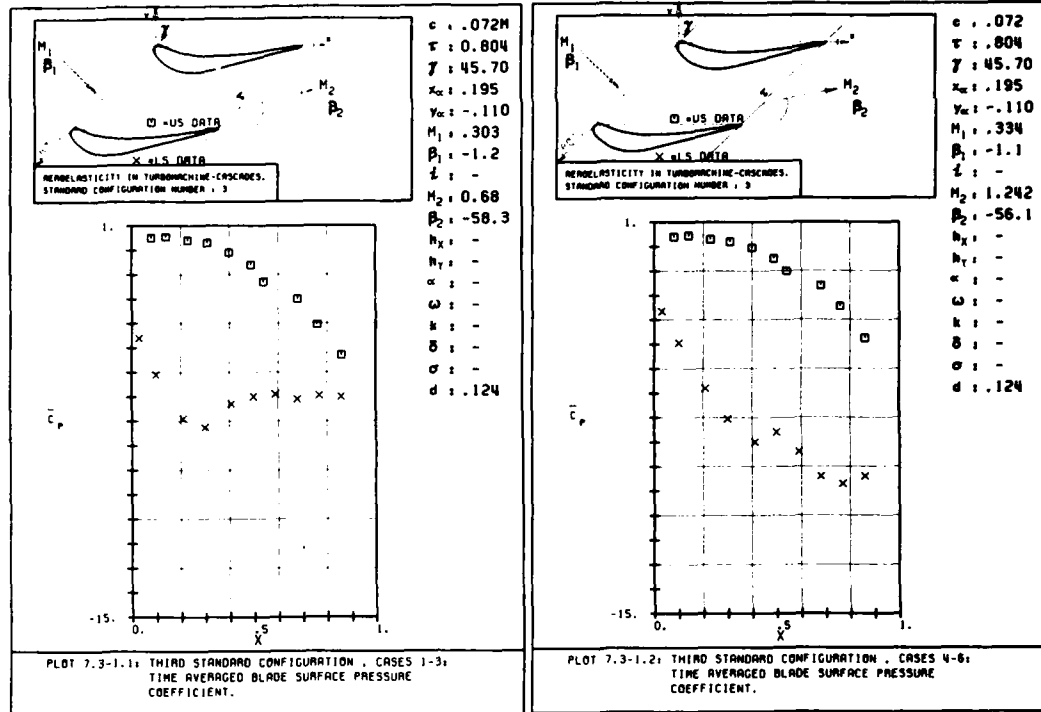 γ
M₁
β₁
x
M₂
β₂
□ =US DATA
× =LS DATA
AEROELASTICITY IN TURBOMACHINE-CASCADES.
STANDARD CONFIGURATION NUMBER : 3
c : .072M
τ : 0.804
γ : 45.70
xα : .195
yα : -.110
M₁ : .303
β₁ : -1.2
i : -
M₂ : 0.68
β₂ : -58.3
hx : -
hy : -
α : -
ω : -
k : -
δ : -
σ : -
d : .124
1.
C̄p
-15.
0.
.5
1.
X
PLOT 7.3-1.1: THIRD STANDARD CONFIGURATION , CASES 1-3:
TIME AVERAGED BLADE SURFACE PRESSURE
COEFFICIENT.
γ
M₁
β₁
x
M₂
β₂
□ =US DATA
× =LS DATA
AEROELASTICITY IN TURBOMACHINE-CASCADES.
STANDARD CONFIGURATION NUMBER : 3
c : .072
τ : .804
γ : 45.70
xα : .195
yα : -.110
M₁ : .334
β₁ : -1.1
i : -
M₂ : 1.242
β₂ : -56.1
hx : -
hy : -
α : -
ω : -
k : -
δ : -
σ : -
d : .124
1.
C̄p
-15.
0.
.5
1.
X
PLOT 7.3-1.2: THIRD STANDARD CONFIGURATION , CASES 4-6:
TIME AVERAGED BLADE SURFACE PRESSURE
COEFFICIENT.